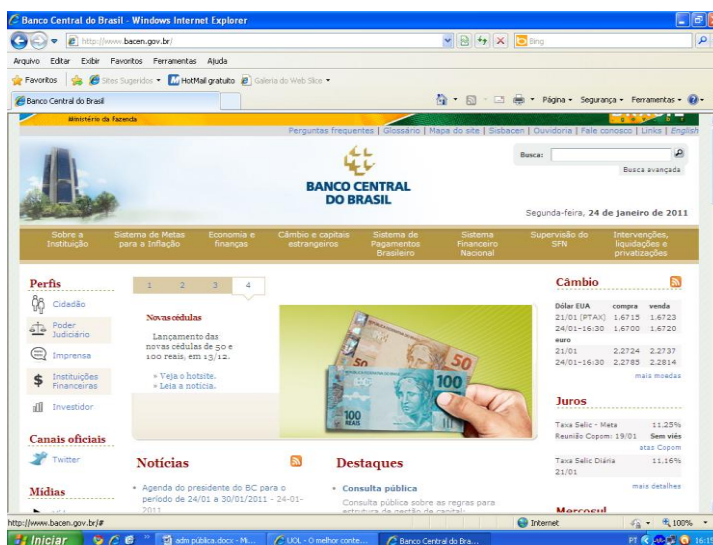 Banco Central do Brasil - Windows Internet Explorer
http://www.bacen.gov.br/
Bing
Arquivo Editar Exibir Favoritos Ferramentas Ajuda
Favoritos Sites Sugeridos HotMail gratuito Galeria do Web Slice
Banco Central do Brasil
Página Segurança Ferramentas
Ministério da Fazenda
Perguntas frequentes | Glossário | Mapa do site | Sisbacen | Ouvidoria | Fale conosco | Links | English
BANCO CENTRAL
DO BRASIL
Busca:
Busca avançada
Segunda-feira, 24 de janeiro de 2011
Sobre a Instituição
Sistema de Metas para a Inflação
Economia e finanças
Câmbio e capitais estrangeiros
Sistema de Pagamentos Brasileiro
Sistema Financeiro Nacional
Supervisão do SFN
Intervenções, liquidações e privatizações
Perfis
Cidadão
Poder
Judiciário
Imprensa
Instituições
Financeiras
Investidor
Canais oficiais
Twitter
Mídias
1 2 3 4
Novas cédulas
Lançamento das
novas cédulas de 50 e
100 reais, em 13/12.
» Veja o hotsite.
» Leia a notícia.
50
50
100
100
REAIS
Notícias
• Agenda do presidente do BC para o
período de 24/01 a 30/01/2011 - 24-01-
2011
Destaques
• Consulta pública
Consulta pública sobre as regras para
estrutura de gestão de capital
Câmbio
Dólar EUA compra venda
21/01 (PTAX) 1,6715 1,6723
24/01-16:30 1,6700 1,6720
euro
21/01 2,2724 2,2737
24/01-16:30 2,2785 2,2814
mais moedas
Juros
Taxa Selic - Meta 11.25%
Reunião Copom: 19/01 Sem viés
atas Copom
Taxa Selic Diária 11.16%
21/01
mais detalhes
Mercosul
http://www.bacen.gov.br/#
Internet
100%
Iniciar
adm pública.docx - Mi...
UOL - O melhor conte...
Banco Central do Bra...
PT
16:15